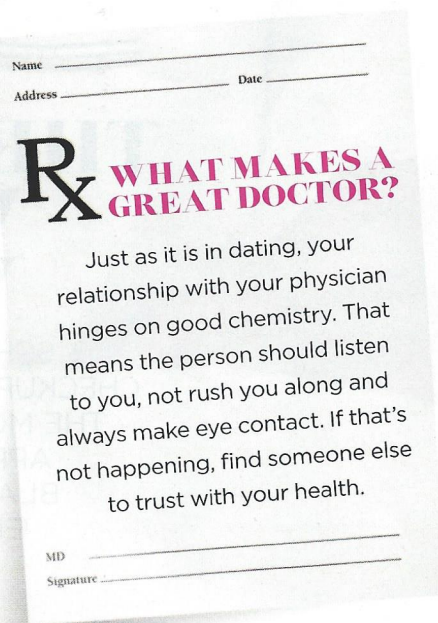 Name
Address Date
Rx WHAT MAKES A
GREAT DOCTOR?
Just as it is in dating, your
relationship with your physician
hinges on good chemistry. That
means the person should listen
to you, not rush you along and
always make eye contact. If that's
not happening, find someone else
to trust with your health.
MD
Signature